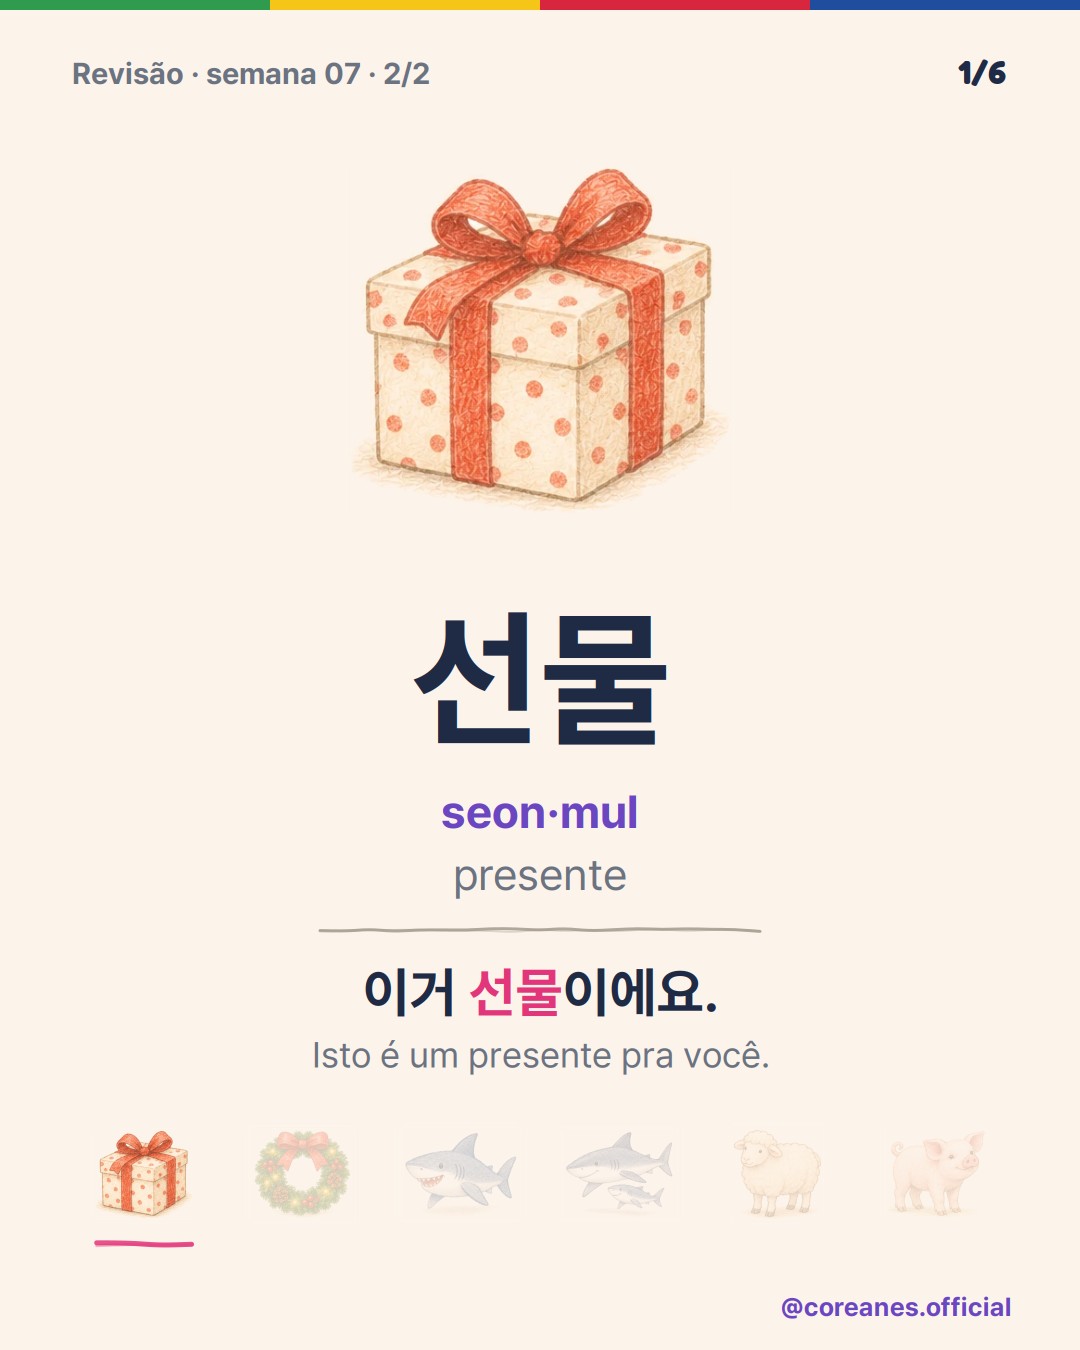 Revisão · semana 07 · 2/2
1/6
선물
seon·mul
presente
이거 선물이에요.
Isto é um presente pra você.
@coreanes.official